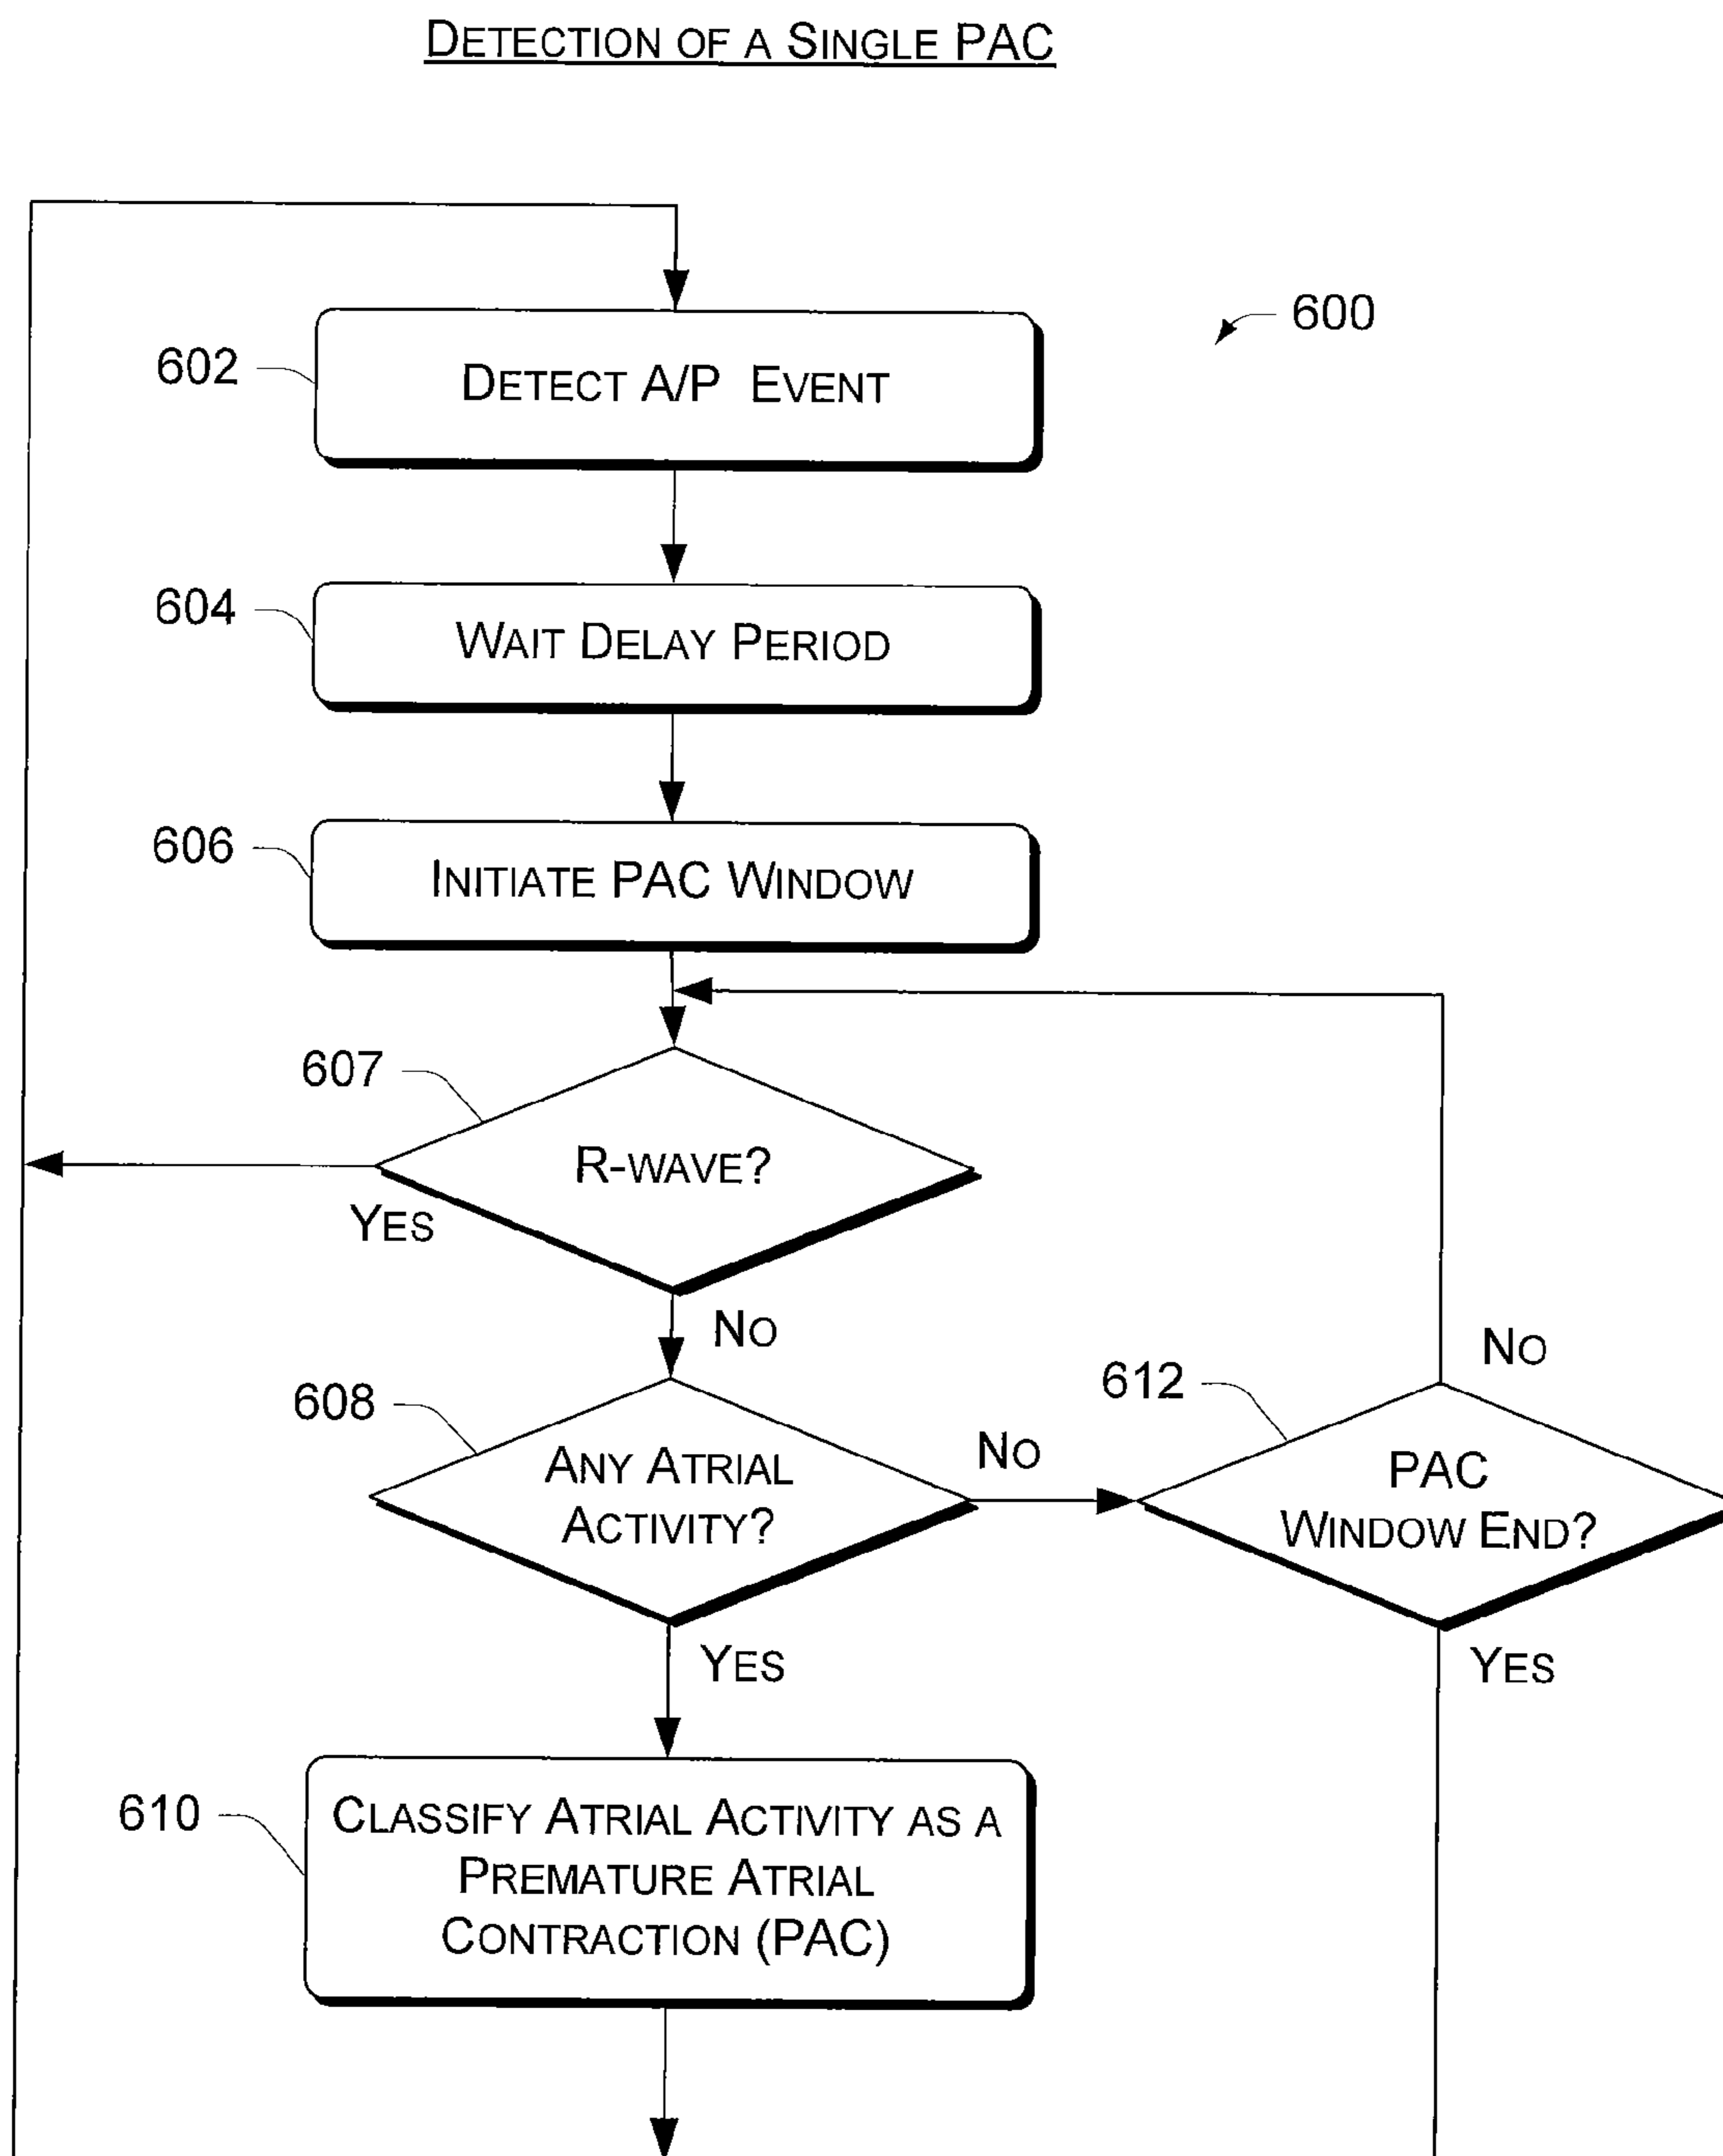 DETECTION OF A SINGLE PAC
600
602
DETECT A/P EVENT
604
WAIT DELAY PERIOD
606
INITIATE PAC WINDOW
607
R-WAVE?
YES
NO
608
ANY ATRIAL
ACTIVITY?
NO
612
NO
PAC
WINDOW END?
YES
YES
610
CLASSIFY ATRIAL ACTIVITY AS A
PREMATURE ATRIAL
CONTRACTION (PAC)